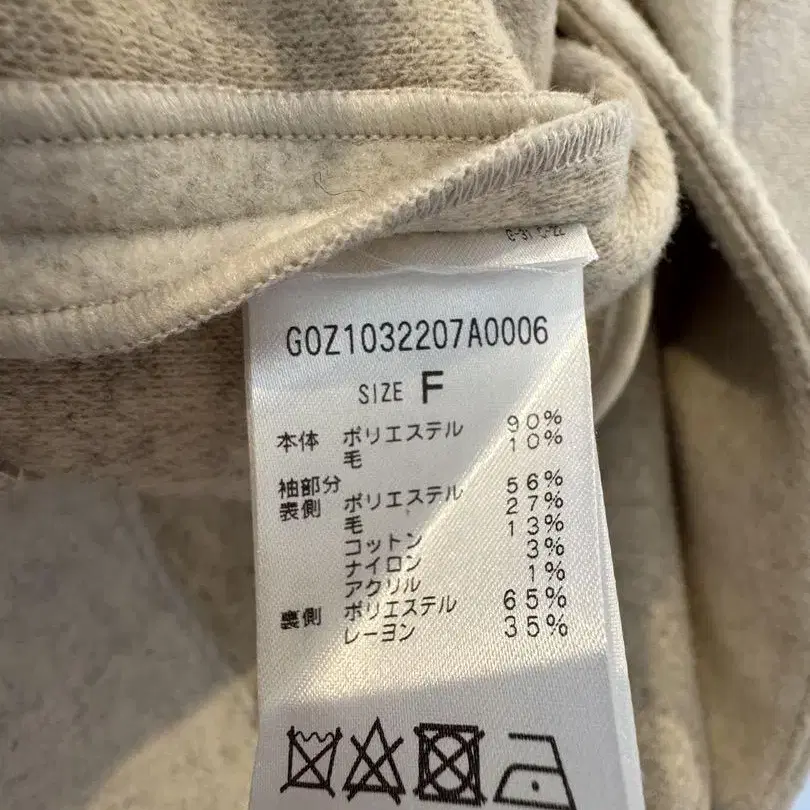 G0Z1032207A0006
SIZE F
本体 ポリエステル 90%
毛 10%
袖部分
表側 ポリエステル 56%
毛 27%
コットン 13%
ナイロン 3%
アクリル 1%
裏側 ポリエステル 65%
レーヨン 35%